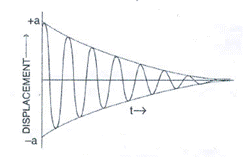 +a
DISPLACEMENT→
t→
–a